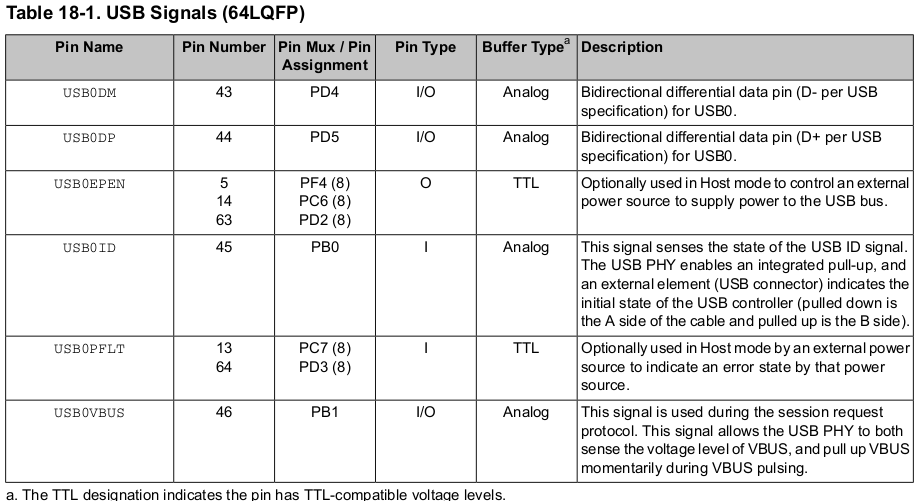 Table 18-1. USB Signals (64LQFP)
Pin Name Pin Number Pin Mux / Pin Assignment Pin Type Buffer Typeᵃ Description
USB0DM 43 PD4 I/O Analog Bidirectional differential data pin (D- per USB
specification) for USB0.
USB0DP 44 PD5 I/O Analog Bidirectional differential data pin (D+ per USB
specification) for USB0.
USB0EPEN 5 PF4 (8) O TTL Optionally used in Host mode to control an external
14 PC6 (8) power source to supply power to the USB bus.
63 PD2 (8)
USB0ID 45 PB0 I Analog This signal senses the state of the USB ID signal.
The USB PHY enables an integrated pull-up, and
an external element (USB connector) indicates the
initial state of the USB controller (pulled down is
the A side of the cable and pulled up is the B side).
USB0PFLT 13 PC7 (8) I TTL Optionally used in Host mode by an external power
64 PD3 (8) source to indicate an error state by that power
source.
USB0VBUS 46 PB1 I/O Analog This signal is used during the session request
protocol. This signal allows the USB PHY to both
sense the voltage level of VBUS, and pull up VBUS
momentarily during VBUS pulsing.
a. The TTL designation indicates the pin has TTL-compatible voltage levels.